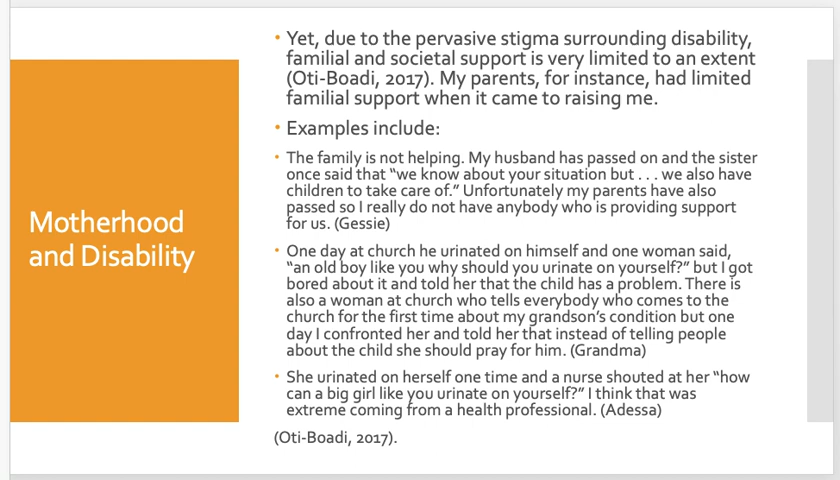 Motherhood
and Disability
• Yet, due to the pervasive stigma surrounding disability,
familial and societal support is very limited to an extent
(Oti-Boadi, 2017). My parents, for instance, had limited
familial support when it came to raising me.
• Examples include:
• The family is not helping. My husband has passed on and the sister
once said that “we know about your situation but . . . we also have
children to take care of.” Unfortunately my parents have also
passed so I really do not have anybody who is providing support
for us. (Gessie)
• One day at church he urinated on himself and one woman said,
“an old boy like you why should you urinate on yourself?” but I got
bored about it and told her that the child has a problem. There is
also a woman at church who tells everybody who comes to the
church for the first time about my grandson’s condition but one
day I confronted her and told her that instead of telling people
about the child she should pray for him. (Grandma)
• She urinated on herself one time and a nurse shouted at her “how
can a big girl like you urinate on yourself?” I think that was
extreme coming from a health professional. (Adessa)
(Oti-Boadi, 2017).